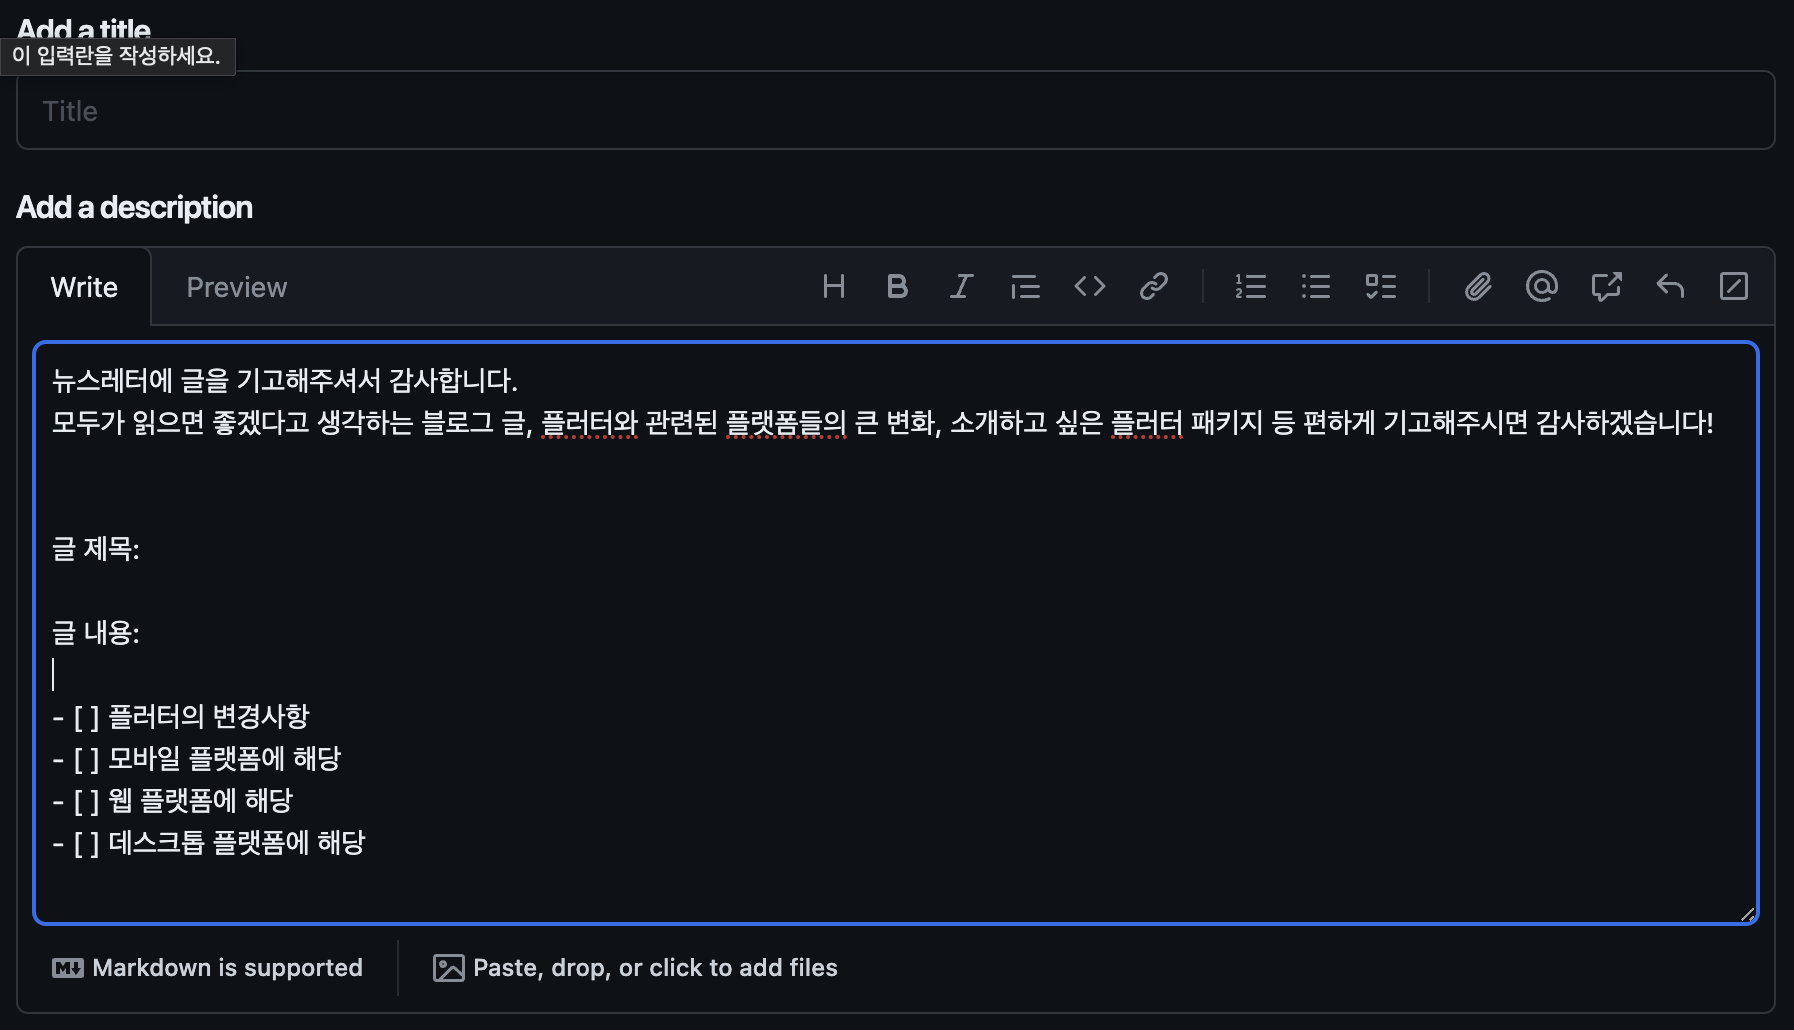 Add a title
이 입력란을 작성하세요.
Title
Add a description
Write
Preview
뉴스레터에 글을 기고해주셔서 감사합니다.
모두가 읽으면 좋겠다고 생각하는 블로그 글, 플러터와 관련된 플랫폼들의 큰 변화, 소개하고 싶은 플러터 패키지 등 편하게 기고해주시면 감사하겠습니다!
글 제목:
글 내용:
- [ ] 플러터의 변경사항
- [ ] 모바일 플랫폼에 해당
- [ ] 웹 플랫폼에 해당
- [ ] 데스크톱 플랫폼에 해당
Markdown is supported
Paste, drop, or click to add files